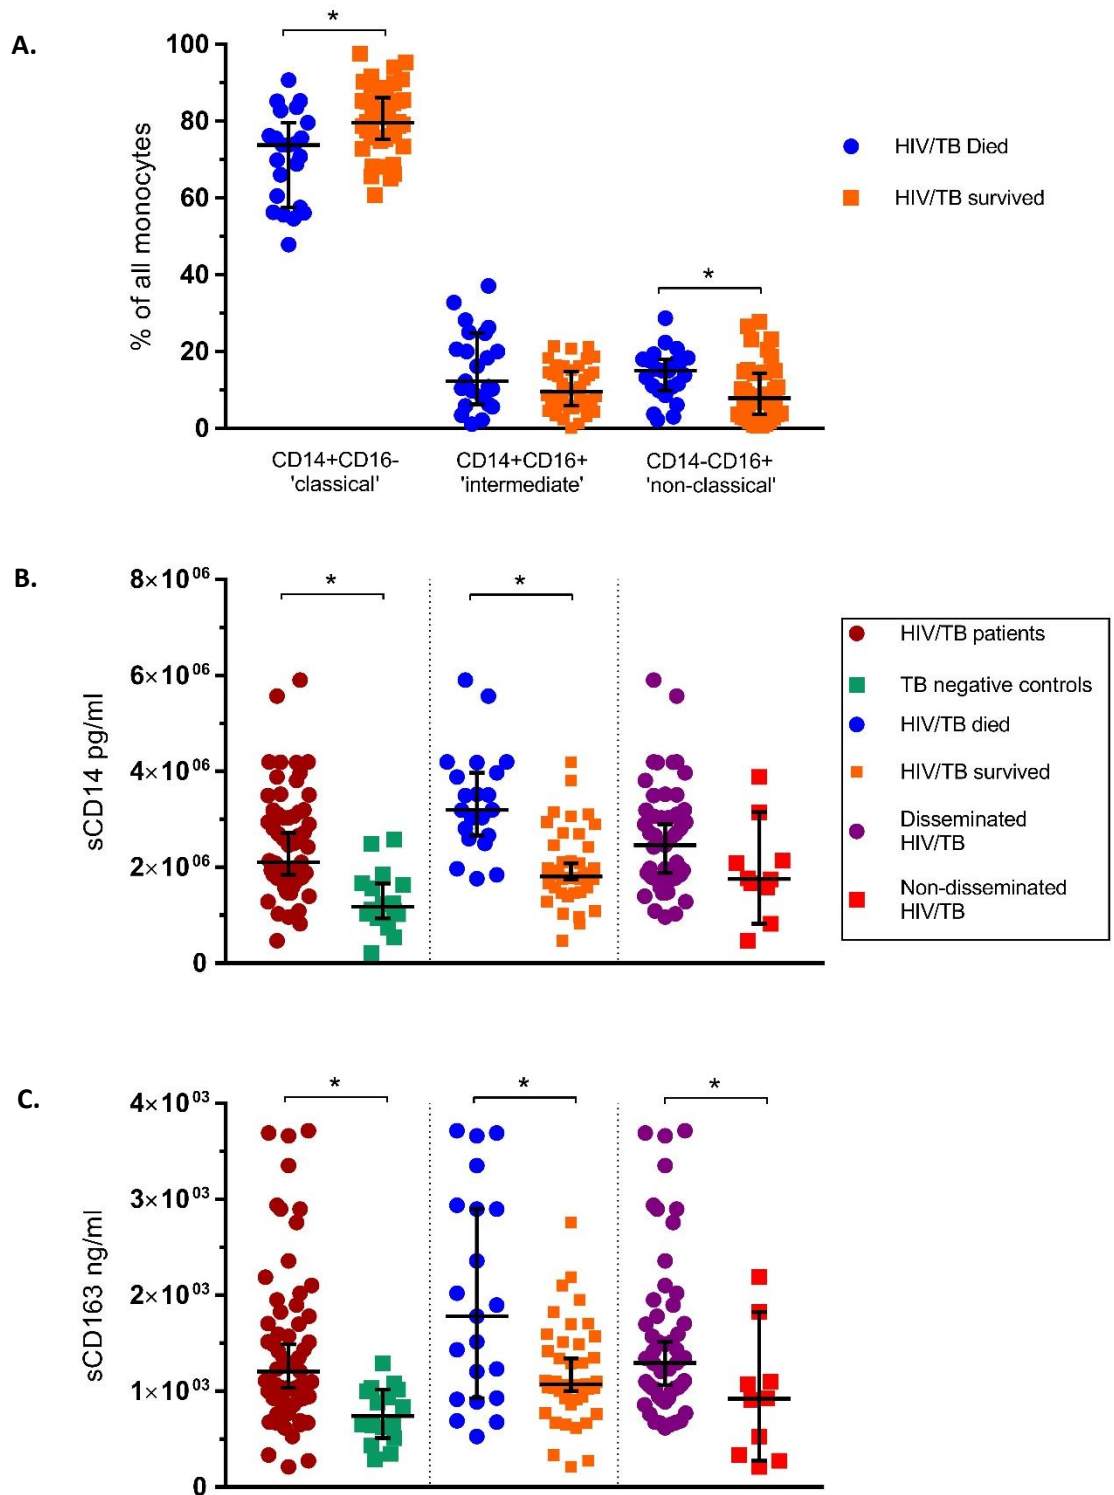 A.
*
100
80
60
40
20
0
% of all monocytes
*
HIV/TB Died
HIV/TB survived
CD14+CD16-
'classical'
CD14+CD16+
'intermediate'
CD14-CD16+
'non-classical'
B.
8×10⁰⁶
6×10⁰⁶
4×10⁰⁶
2×10⁰⁶
0
sCD14 pg/ml
*
*
HIV/TB patients
TB negative controls
HIV/TB died
HIV/TB survived
Disseminated
HIV/TB
Non-disseminated
HIV/TB
C.
4×10⁰³
3×10⁰³
2×10⁰³
1×10⁰³
0
sCD163 ng/ml
*
*
*